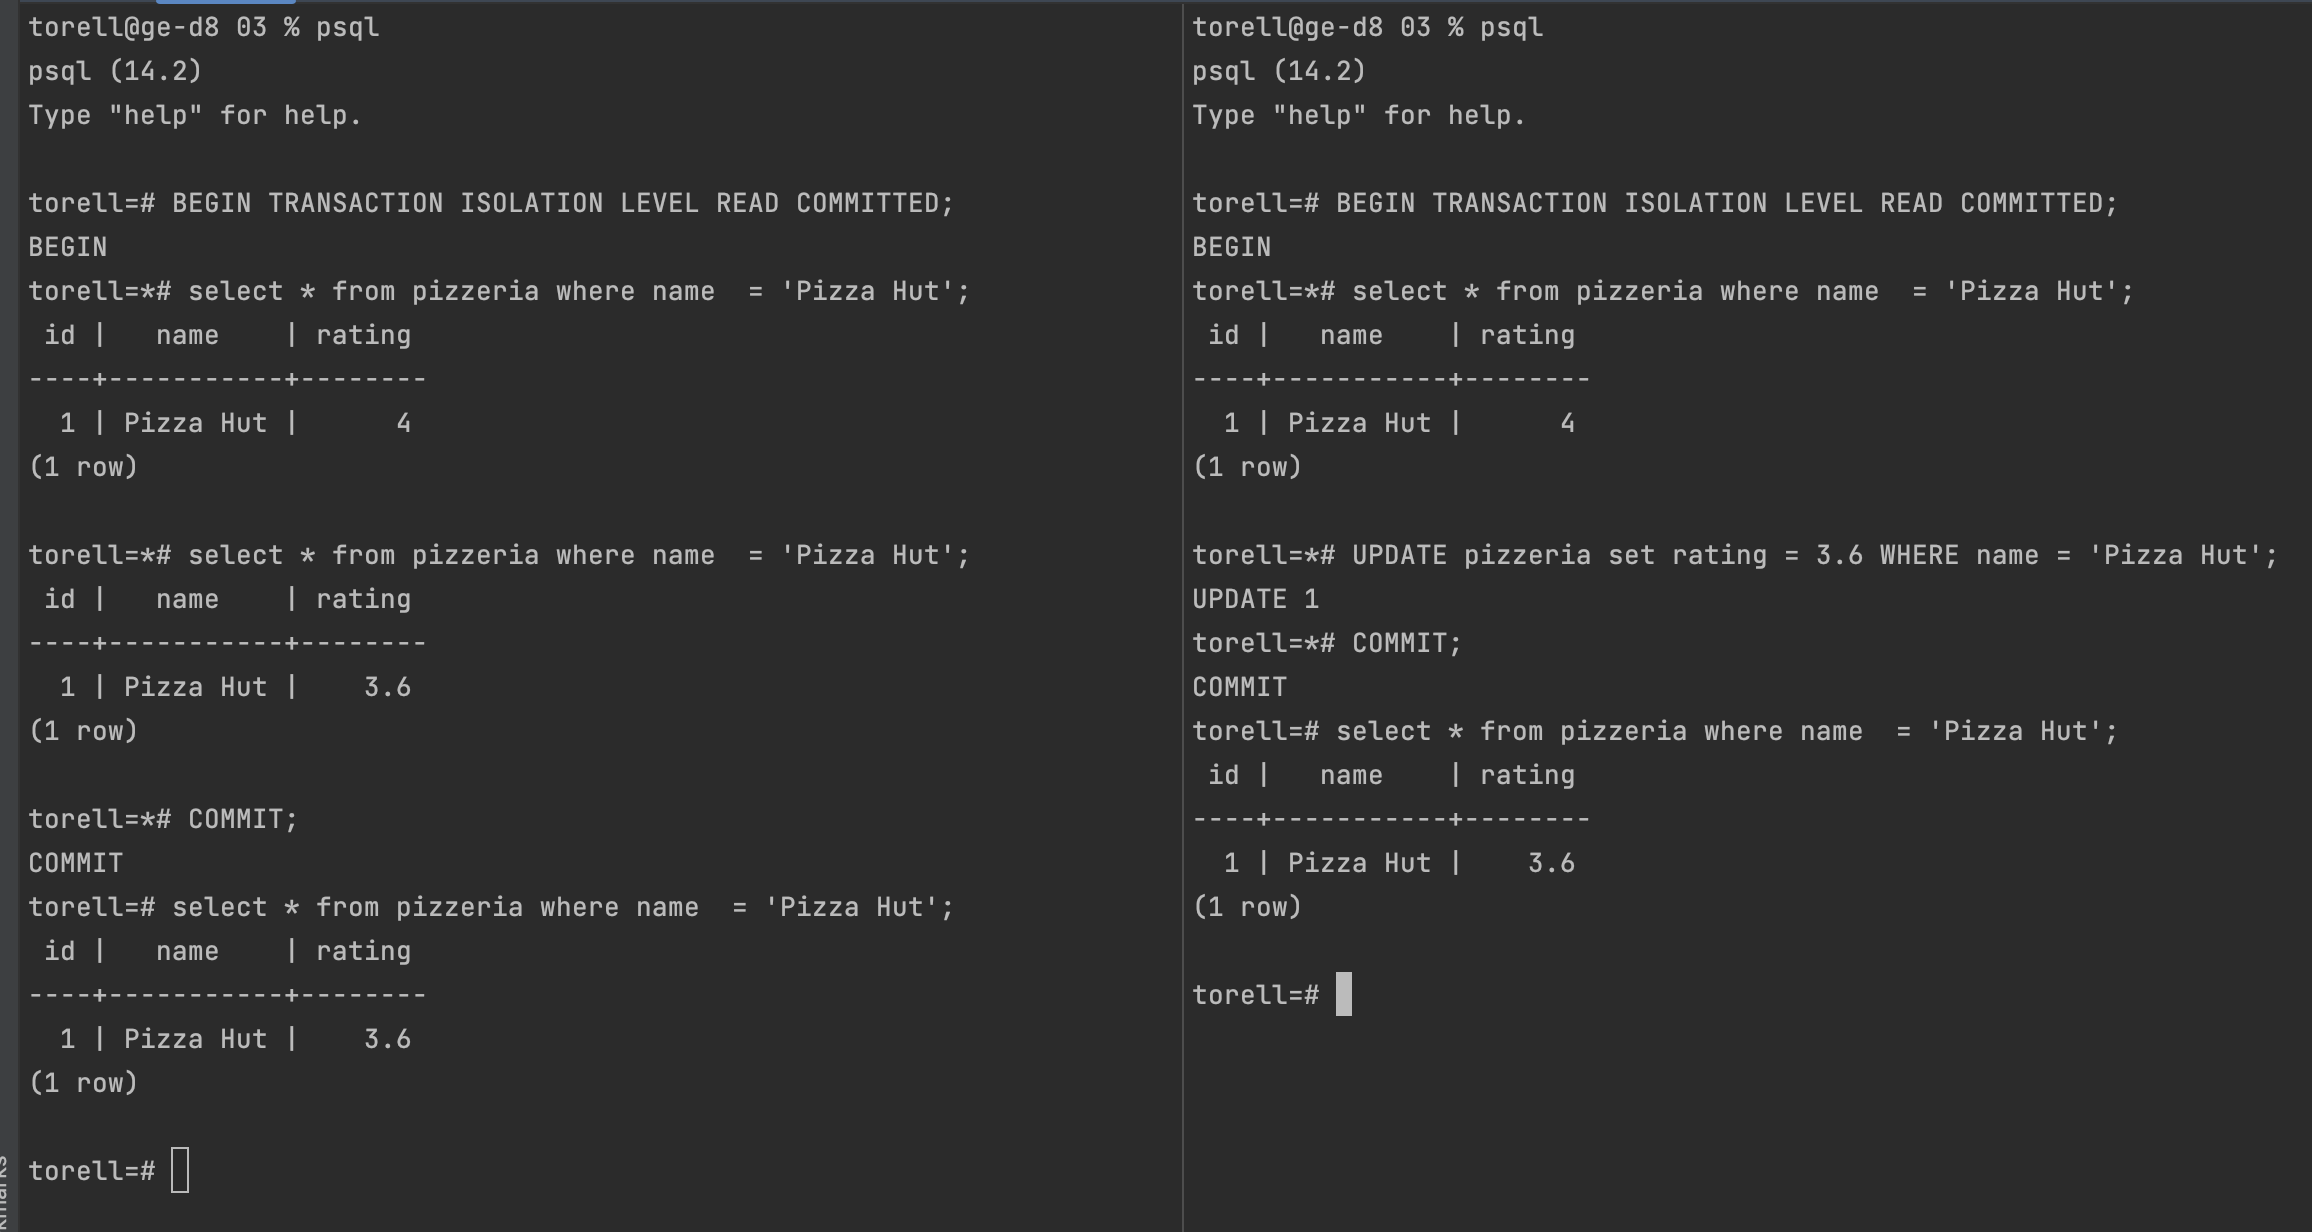 torell@ge-d8 03 % psql
psql (14.2)
Type "help" for help.

torell=# BEGIN TRANSACTION ISOLATION LEVEL READ COMMITTED;
BEGIN
torell=*# select * from pizzeria where name  = 'Pizza Hut';
 id |   name    | rating
----+-----------+--------
  1 | Pizza Hut |      4
(1 row)

torell=*# select * from pizzeria where name  = 'Pizza Hut';
 id |   name    | rating
----+-----------+--------
  1 | Pizza Hut |    3.6
(1 row)

torell=*# COMMIT;
COMMIT
torell=# select * from pizzeria where name  = 'Pizza Hut';
 id |   name    | rating
----+-----------+--------
  1 | Pizza Hut |    3.6
(1 row)

torell=#
torell@ge-d8 03 % psql
psql (14.2)
Type "help" for help.

torell=# BEGIN TRANSACTION ISOLATION LEVEL READ COMMITTED;
BEGIN
torell=*# select * from pizzeria where name  = 'Pizza Hut';
 id |   name    | rating
----+-----------+--------
  1 | Pizza Hut |      4
(1 row)

torell=*# UPDATE pizzeria set rating = 3.6 WHERE name = 'Pizza Hut';
UPDATE 1
torell=*# COMMIT;
COMMIT
torell=# select * from pizzeria where name  = 'Pizza Hut';
 id |   name    | rating
----+-----------+--------
  1 | Pizza Hut |    3.6
(1 row)

torell=#